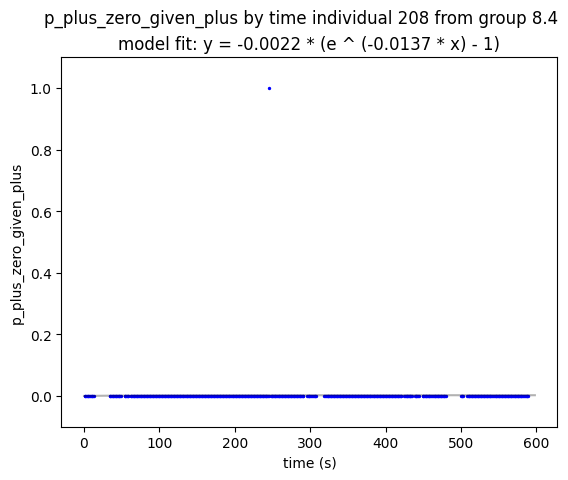 p_plus_zero_given_plus by time individual 208 from group 8.4
model fit: y = -0.0022 * (e ^ (-0.0137 * x) - 1)
1.0
0.8
0.6
0.4
0.2
0.0
p_plus_zero_given_plus
0 100 200 300 400 500 600
time (s)